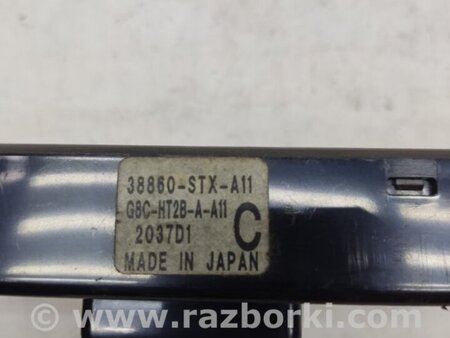 38860-STX-A11
G8C-HT2B-A-A11
2037D1 C
MADE IN JAPAN
www.razborki.com